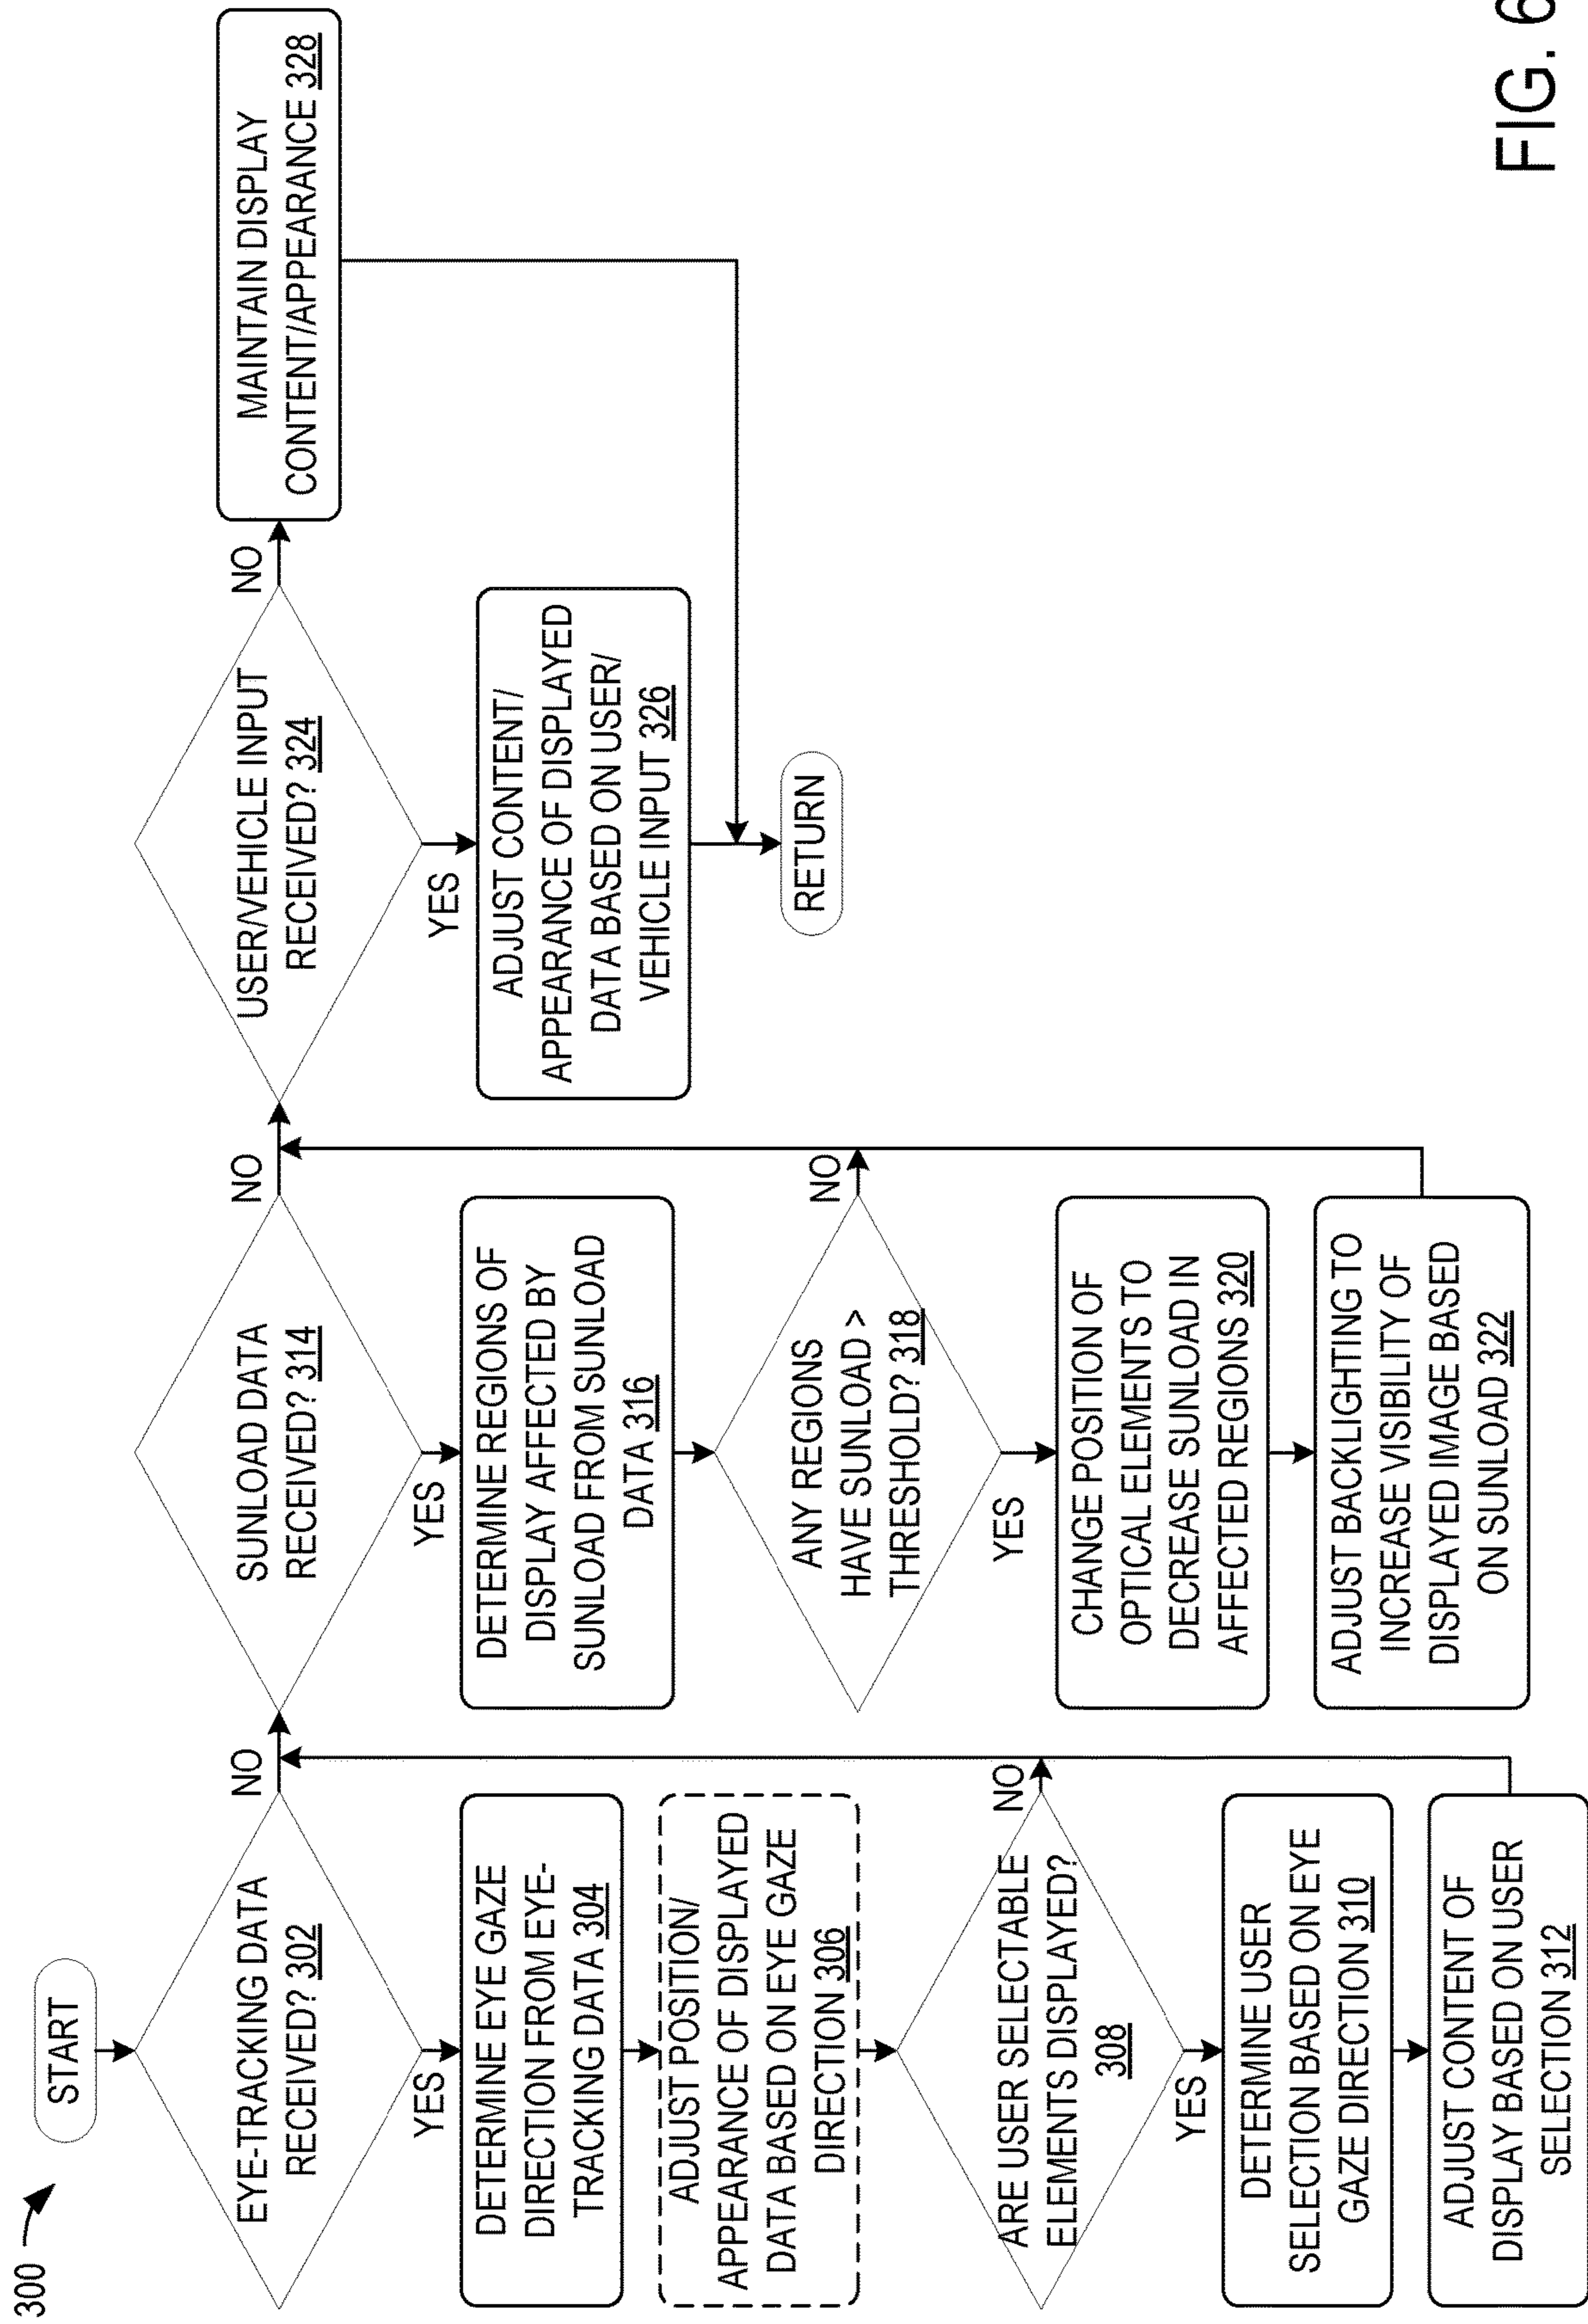 300
START
EYE-TRACKING DATA
RECEIVED? 302
NO
YES
DETERMINE EYE GAZE
DIRECTION FROM EYE-
TRACKING DATA 304
ADJUST POSITION/
APPEARANCE OF DISPLAYED
DATA BASED ON EYE GAZE
DIRECTION 306
ARE USER SELECTABLE
ELEMENTS DISPLAYED?
308
NO
YES
DETERMINE USER
SELECTION BASED ON EYE
GAZE DIRECTION 310
ADJUST CONTENT OF
DISPLAY BASED ON USER
SELECTION 312
SUNLOAD DATA
RECEIVED? 314
NO
YES
DETERMINE REGIONS OF
DISPLAY AFFECTED BY
SUNLOAD FROM SUNLOAD
DATA 316
ANY REGIONS
HAVE SUNLOAD >
THRESHOLD? 318
NO
YES
CHANGE POSITION OF
OPTICAL ELEMENTS TO
DECREASE SUNLOAD IN
AFFECTED REGIONS 320
ADJUST BACKLIGHTING TO
INCREASE VISIBILITY OF
DISPLAYED IMAGE BASED
ON SUNLOAD 322
USER/VEHICLE INPUT
RECEIVED? 324
NO
YES
ADJUST CONTENT/
APPEARANCE OF DISPLAYED
DATA BASED ON USER/
VEHICLE INPUT 326
RETURN
MAINTAIN DISPLAY
CONTENT/APPEARANCE 328
FIG. 6